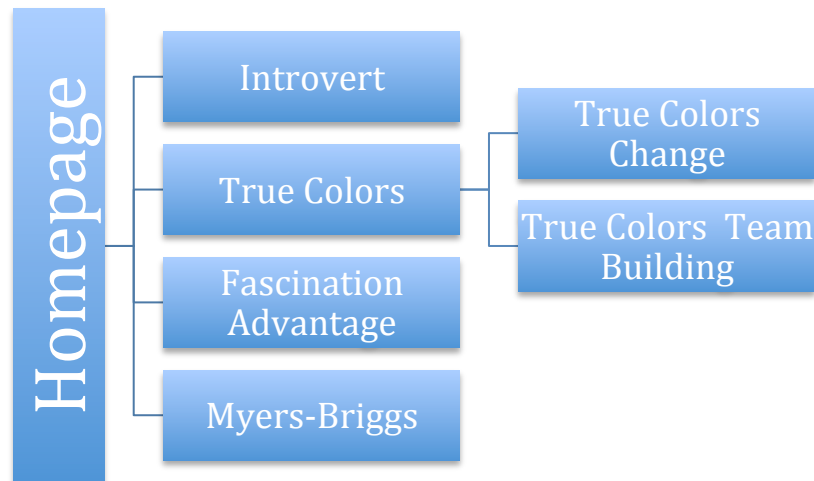 Homepage
Introvert
True Colors
Fascination
Advantage
Myers-Briggs
True Colors
Change
True Colors  Team
Building